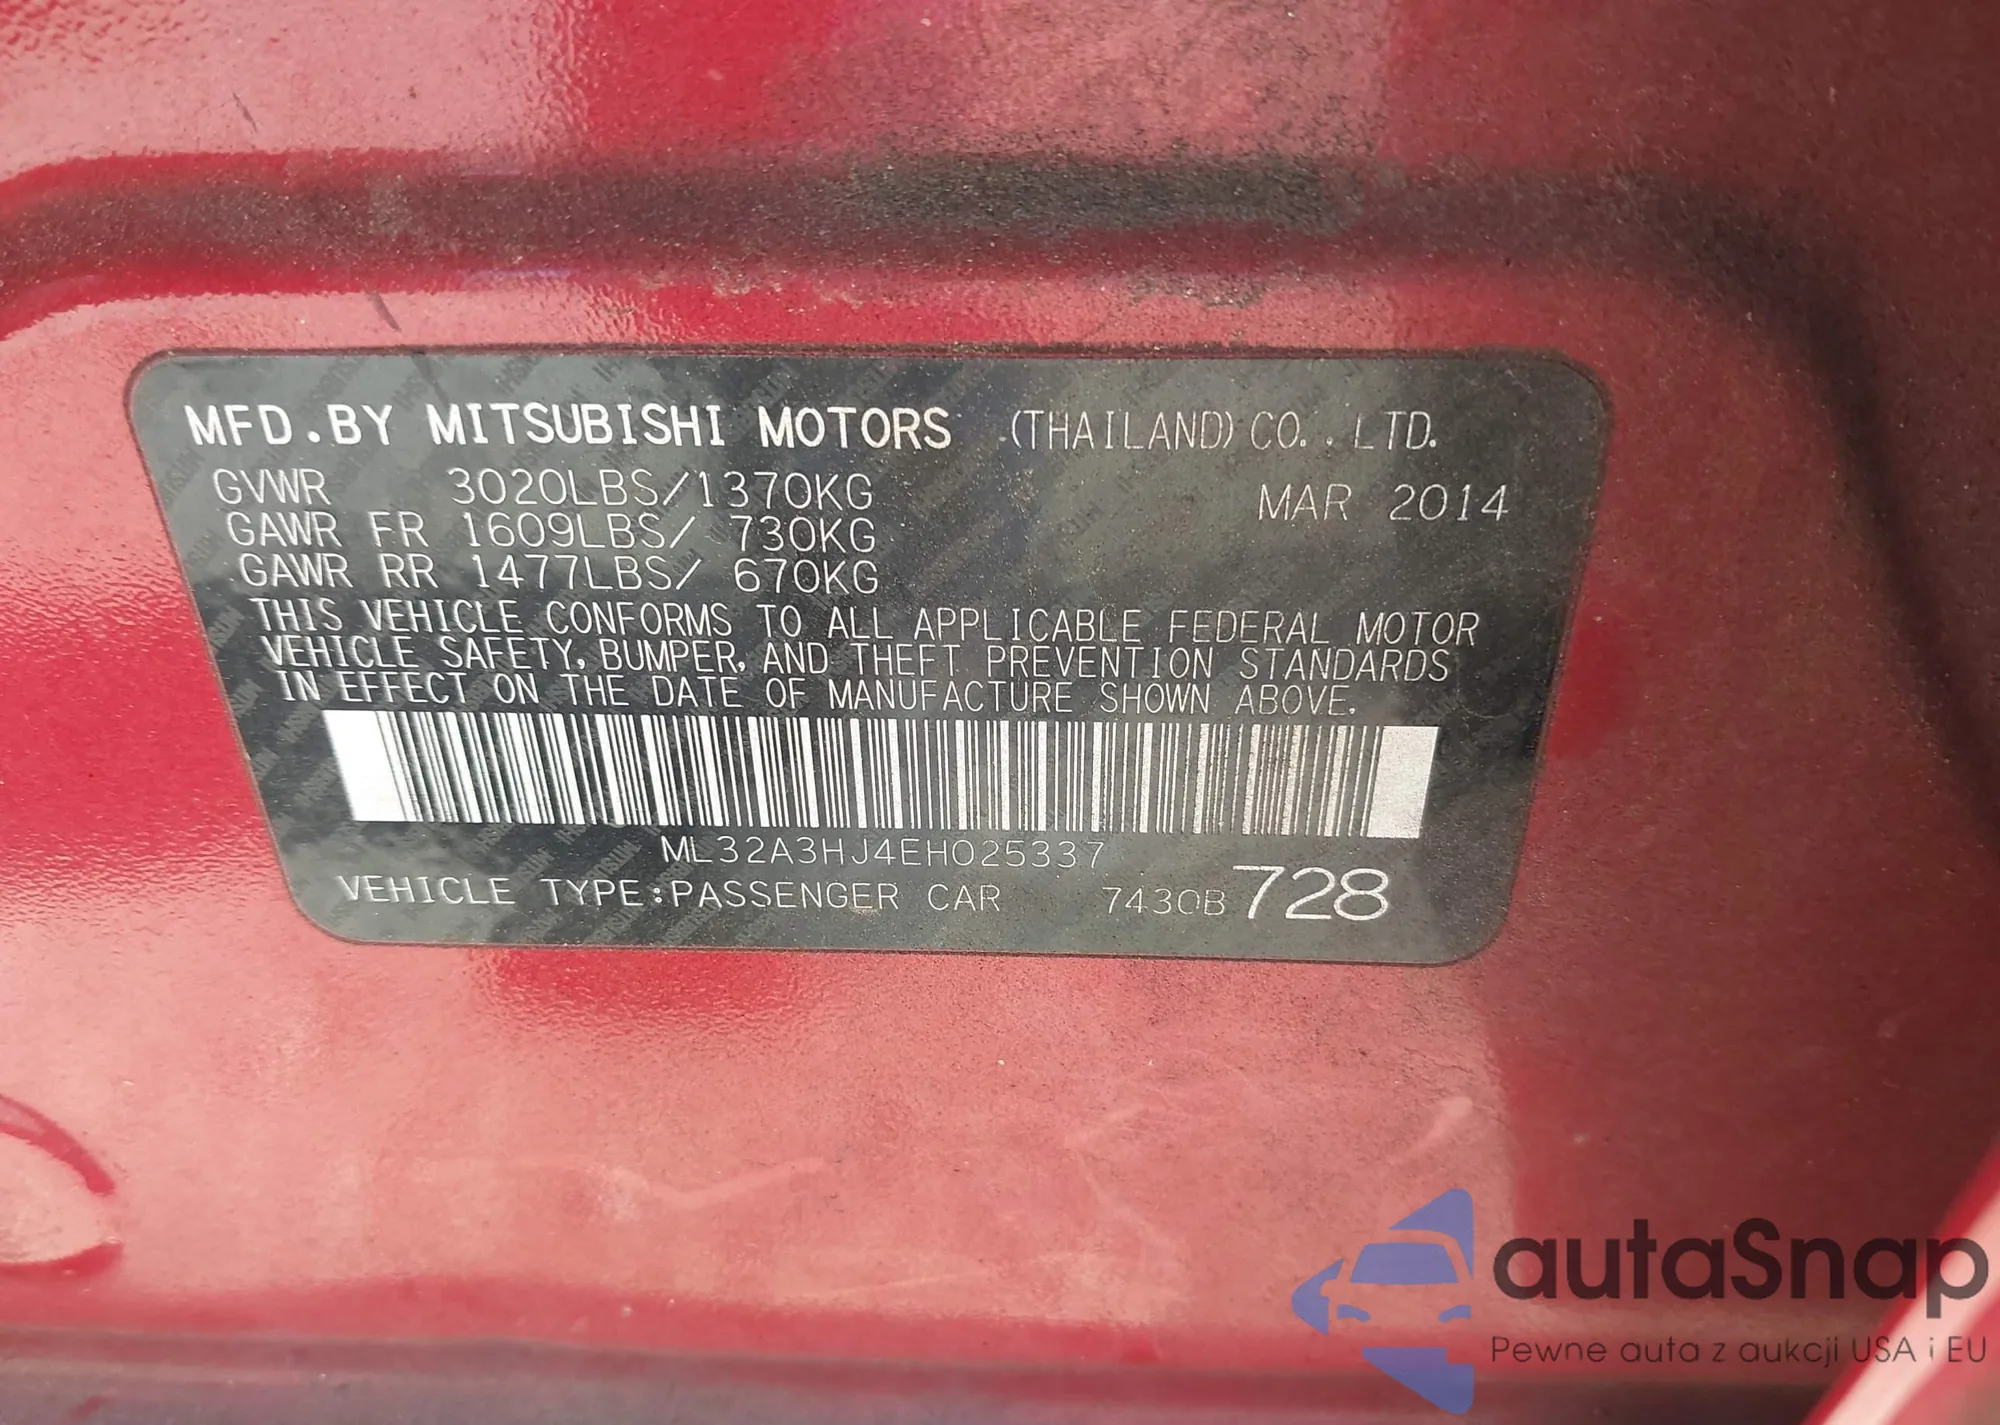 MFD.BY MITSUBISHI MOTORS (THAILAND) CO., LTD.
GVWR 3020LBS/1370KG MAR 2014
GAWR FR 1609LBS/ 730KG
GAWR RR 1477LBS/ 670KG
THIS VEHICLE CONFORMS TO ALL APPLICABLE FEDERAL MOTOR
VEHICLE SAFETY, BUMPER, AND THEFT PREVENTION STANDARDS
IN EFFECT ON THE DATE OF MANUFACTURE SHOWN ABOVE.
ML32A3HJ4EH025337
VEHICLE TYPE:PASSENGER CAR 7430B 728
autaSnap
Pewne auta z aukcji USA i EU